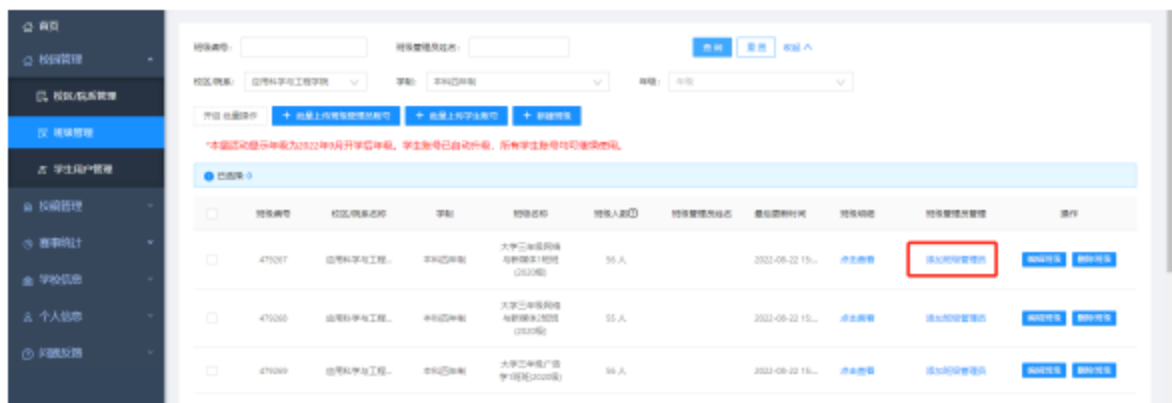 首页
校园管理
校区/院系管理
班级管理
学生用户管理
校园管理
赛事统计
学校信息
个人信息
问题反馈
班级编号: 班级管理员姓名: 查询 重置 收起
校区/院系: 应用科学与工程学院 学制: 本科四年制 年级: 年级
开启 批量操作 + 批量上传班级管理员账号 + 批量上传学生账号 + 新建班级
*本届活动显示年级为2022年9月开学后年级。学生账号已自动升级,所有学生账号均可继续使用。
已选择 0
班级编号 校区/院系名称 学制 班级名称 班级人数 班级管理员姓名 最后更新时间 班级明细 班级管理员管理 操作
479267 应用科学与工程... 本科四年制 大学三年级网络与新媒体1班班(2020级) 56 人 2022-08-22 15:... 点击查看 添加班级管理员 编辑班级 删除班级
479268 应用科学与工程... 本科四年制 大学三年级网络与新媒体2班班(2020级) 55 人 2022-08-22 15:... 点击查看 添加班级管理员 编辑班级 删除班级
479269 应用科学与工程... 本科四年制 大学三年级广告学1班班(2020级) 56 人 2022-08-22 15:... 点击查看 添加班级管理员 编辑班级 删除班级